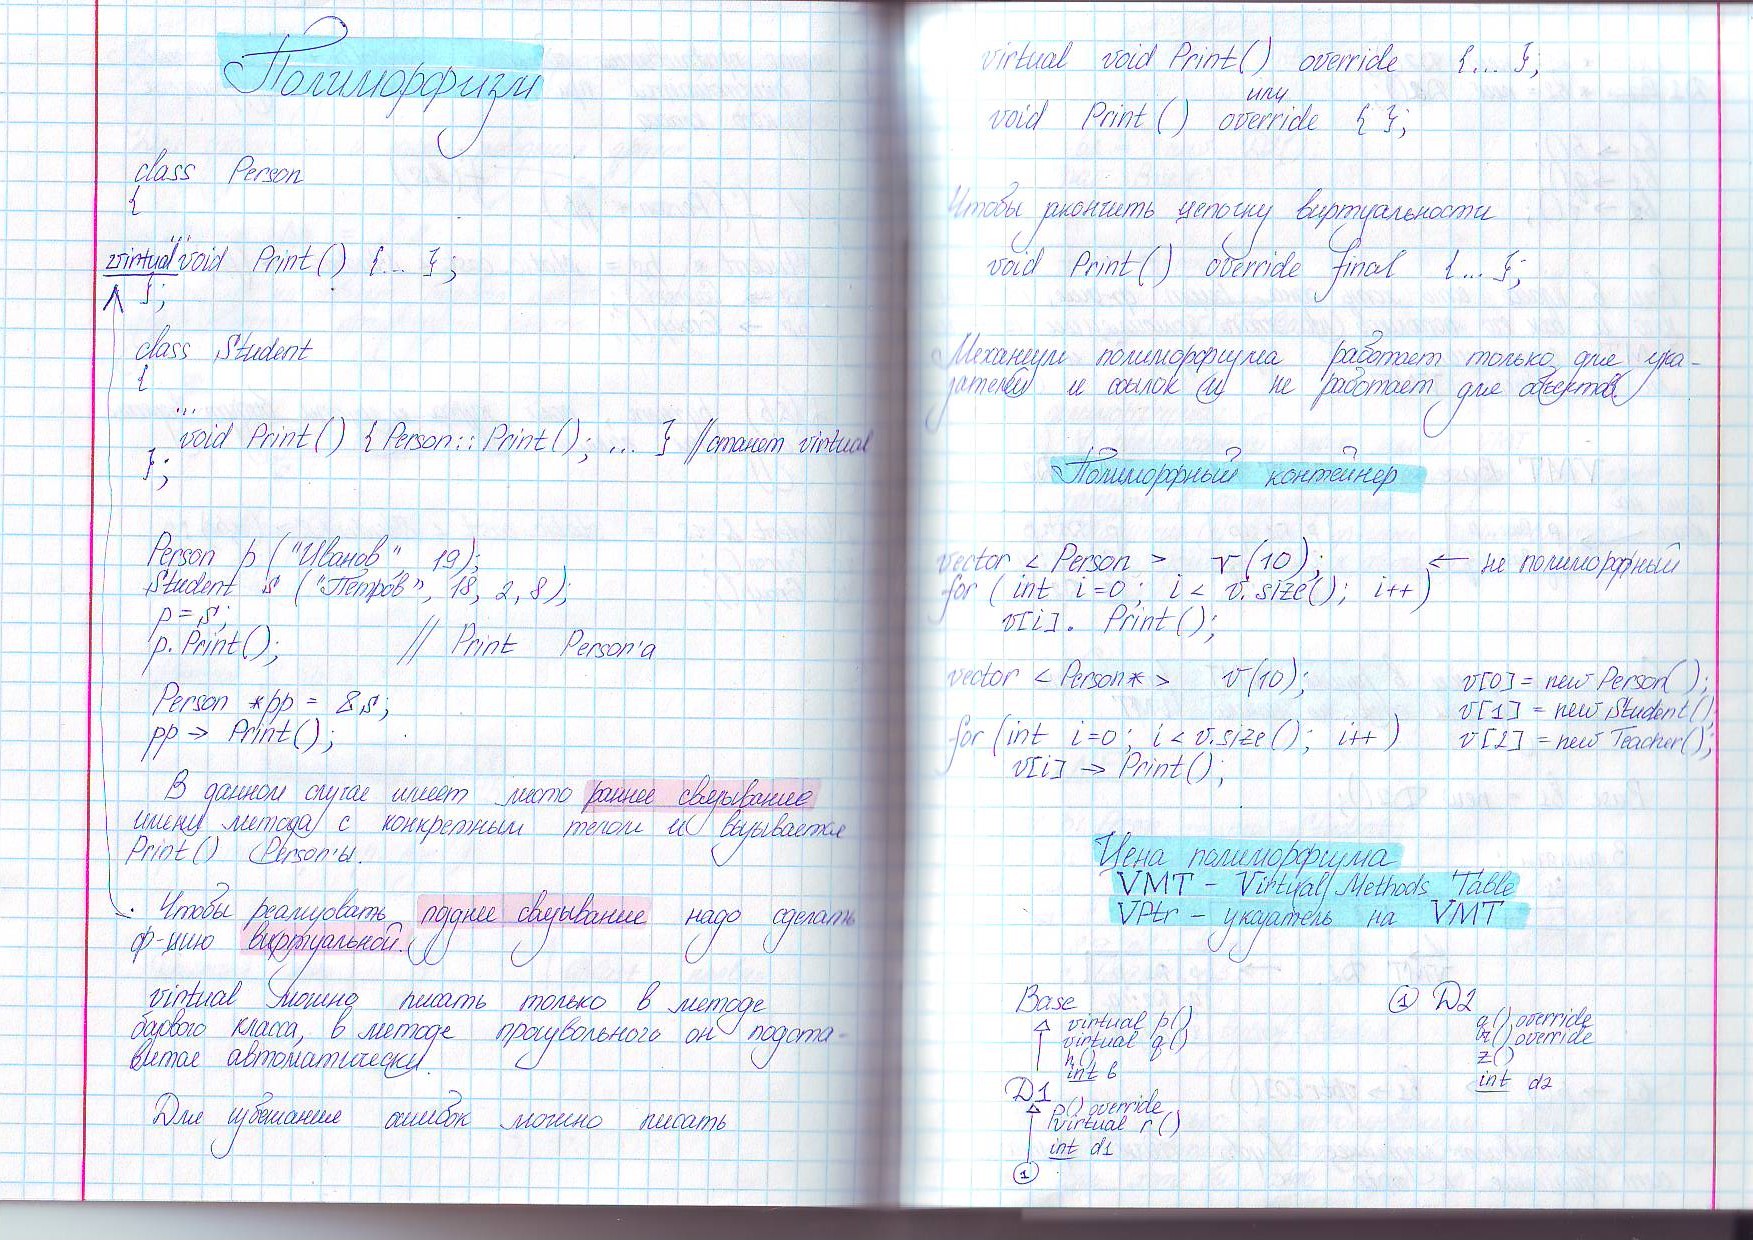 Полиморфизм
class Person
{
...
virtual void Print() {... };
};
class Student
{
...
void Print() { Person::Print(); ... } //станет virtual
};
Person p ("Иванов", 19);
Student s ("Петров", 18, 2, 8);
p = s;
p.Print(); // Print Person'а
Person *pp = &s;
pp -> Print();
В данном случае имеет место раннее связывание
имени метода с конкретным телом и вызывается
Print() Person'ы.
Чтобы реализовать позднее связывание надо сделать
ф-цию виртуальной.
virtual можно писать только в методе
базового класса, в методе производного он подста-
вится автоматически.
Для избежания ошибок можно писать
virtual void Print() override {... };
или
void Print() override { };
Чтобы закончить цепочку виртуальности
void Print() override final {... };
Механизм полиморфизма работает только для ука-
зателей и ссылок и не работает для объектов.
Полиморфный контейнер
vector < Person > v(10); ← не полиморфный
for (int i=0; i < v.size(); i++)
v[i]. Print();
vector < Person* > v(10);
for (int i=0; i < v.size(); i++)
v[i] -> Print();
v[0] = new Person();
v[1] = new Student();
v[2] = new Teacher();
Цена полиморфизма
VMT - Virtual Methods Table
VPtr - указатель на VMT
Base
virtual p()
virtual q()
h()
int b
D1
p() override
virtual r()
int d1
1
1 D2
q() override
r() override
z()
int d2